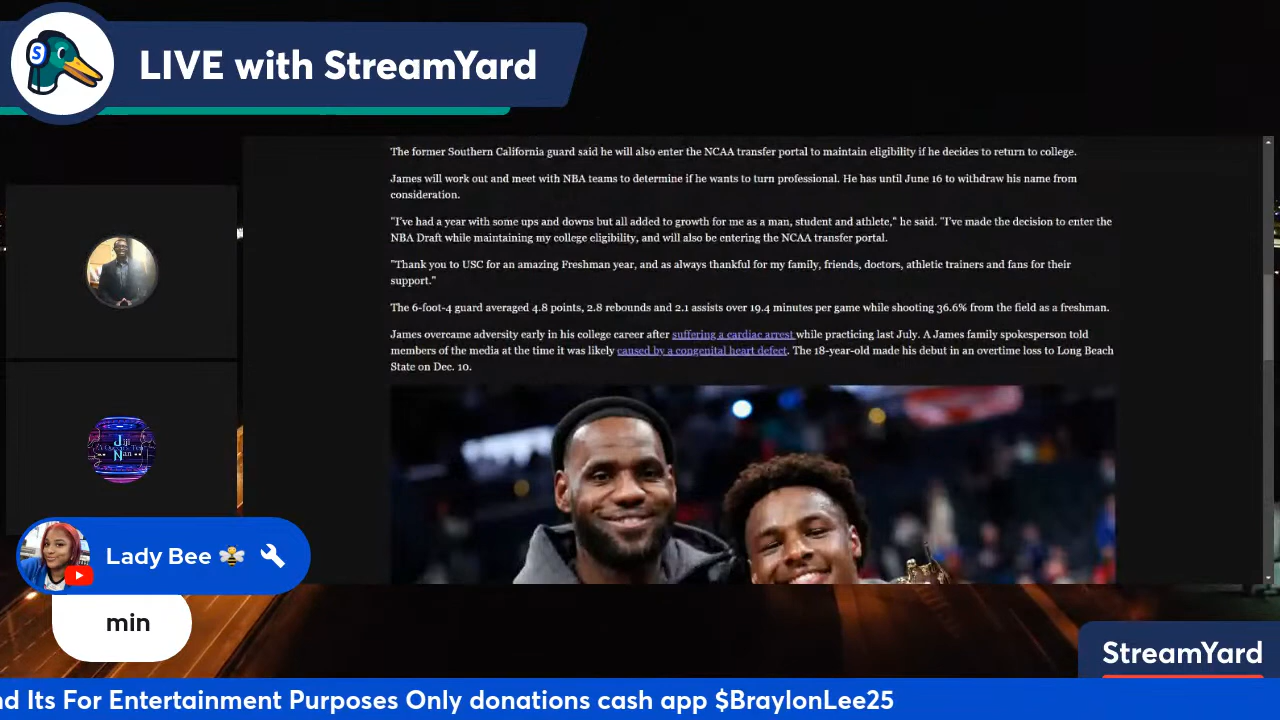 S
LIVE with StreamYard
The former Southern California guard said he will also enter the NCAA transfer portal to maintain eligibility if he decides to return to college.
James will work out and meet with NBA teams to determine if he wants to turn professional. He has until June 16 to withdraw his name from
consideration.
"I've had a year with some ups and downs but all added to growth for me as a man, student and athlete," he said. "I've made the decision to enter the
NBA Draft while maintaining my college eligibility, and will also be entering the NCAA transfer portal.
"Thank you to USC for an amazing Freshman year, and as always thankful for my family, friends, doctors, athletic trainers and fans for their
support."
The 6-foot-4 guard averaged 4.8 points, 2.8 rebounds and 2.1 assists over 19.4 minutes per game while shooting 36.6% from the field as a freshman.
James overcame adversity early in his college career after suffering a cardiac arrest while practicing last July. A James family spokesperson told
members of the media at the time it was likely caused by a congenital heart defect. The 18-year-old made his debut in an overtime loss to Long Beach
State on Dec. 10.
Lady Bee 🐝
min
StreamYard
nd Its For Entertainment Purposes Only donations cash app $BraylonLee25